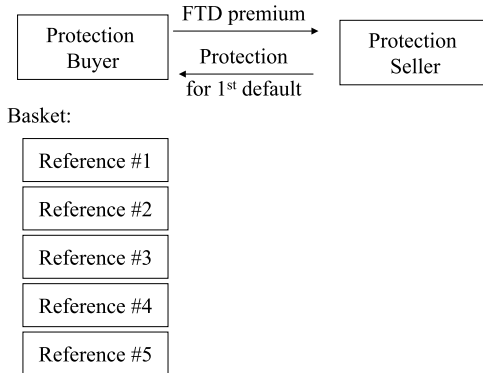 FTD premium
Protection
Buyer
Protection
Seller
Protection
for 1st default
Basket:
Reference #1
Reference #2
Reference #3
Reference #4
Reference #5